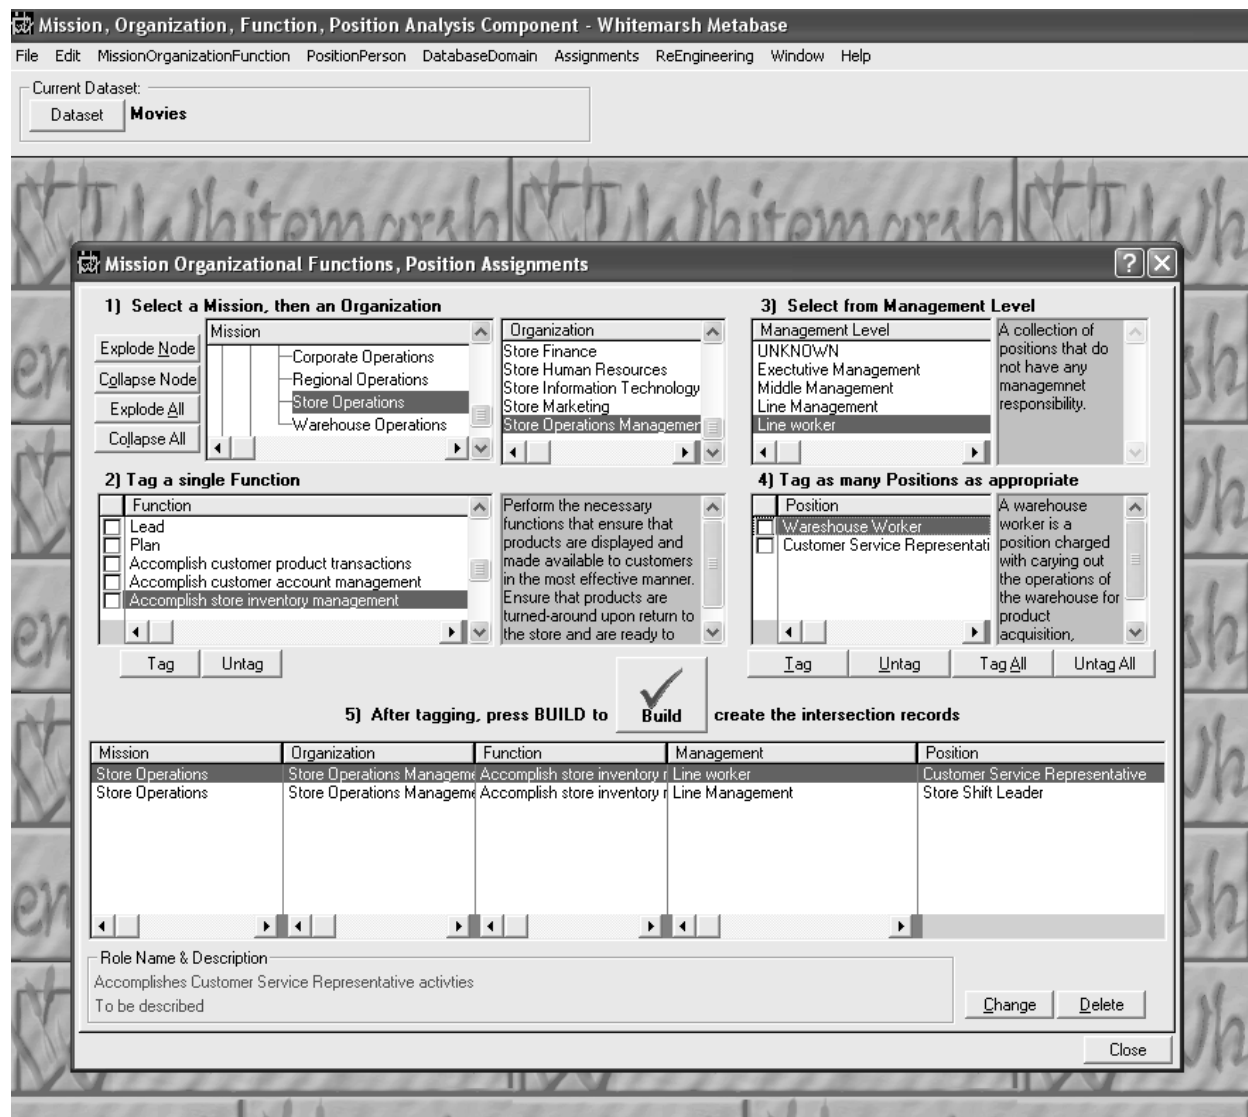 Mission, Organization, Function, Position Analysis Component - Whitemarsh Metabase
File Edit MissionOrganizationFunction PositionPerson DatabaseDomain Assignments ReEngineering Window Help
Current Dataset:
Dataset Movies
Whitemarsh
Mission Organizational Functions, Position Assignments
1) Select a Mission, then an Organization
Explode Node
Collapse Node
Explode All
Collapse All
Mission
Corporate Operations
Regional Operations
Store Operations
Warehouse Operations
Organization
Store Finance
Store Human Resources
Store Information Technology
Store Marketing
Store Operations Managemer
3) Select from Management Level
Management Level
UNKNOWN
Exectutive Management
Middle Management
Line Management
Line worker
A collection of
positions that do
not have any
managemnet
responsibility.
2) Tag a single Function
Function
Lead
Plan
Accomplish customer product transactions
Accomplish customer account management
Accomplish store inventory management
Perform the necessary
functions that ensure that
products are displayed and
made available to customers
in the most effective manner.
Ensure that products are
turned-around upon return to
the store and are ready to
Tag Untag
4) Tag as many Positions as appropriate
Position
Wareshouse Worker
Customer Service Representati
A warehouse
worker is a
position charged
with carying out
the operations of
the warehouse for
product
acquisition,
Tag Untag Tag All Untag All
5) After tagging, press BUILD to Build create the intersection records
Mission Organization Function Management Position
Store Operations Store Operations Manageme Accomplish store inventory r Line worker Customer Service Representative
Store Operations Store Operations Manageme Accomplish store inventory r Line Management Store Shift Leader
Role Name & Description
Accomplishes Customer Service Representative activties
To be described
Change Delete
Close